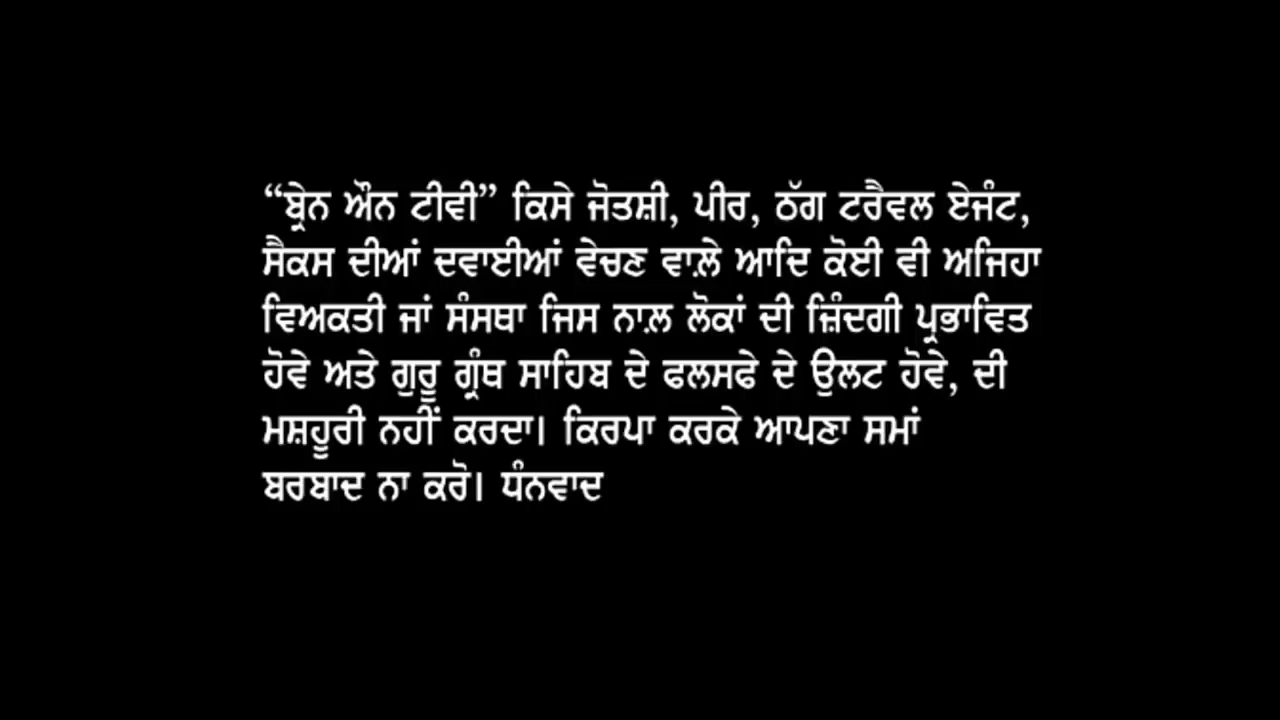 “ਬ੍ਰੇਨ ਔਨ ਟੀਵੀ” ਕਿਸੇ ਜੋਤਸ਼ੀ, ਪੀਰ, ਠੱਗ ਟਰੈਵਲ ਏਜੰਟ,
ਸੈਕਸ ਦੀਆਂ ਦਵਾਈਆਂ ਵੇਚਣ ਵਾਲ਼ੇ ਆਦਿ ਕੋਈ ਵੀ ਅਜਿਹਾ
ਵਿਅਕਤੀ ਜਾਂ ਸੰਸਥਾ ਜਿਸ ਨਾਲ਼ ਲੋਕਾਂ ਦੀ ਜ਼ਿੰਦਗੀ ਪ੍ਰਭਾਵਿਤ
ਹੋਵੇ ਅਤੇ ਗੁਰੂ ਗ੍ਰੰਥ ਸਾਹਿਬ ਦੇ ਫਲਸਫੇ ਦੇ ਉਲਟ ਹੋਵੇ, ਦੀ
ਮਸ਼ਹੂਰੀ ਨਹੀਂ ਕਰਦਾ। ਕਿਰਪਾ ਕਰਕੇ ਆਪਣਾ ਸਮਾਂ
ਬਰਬਾਦ ਨਾ ਕਰੋ। ਧੰਨਵਾਦ